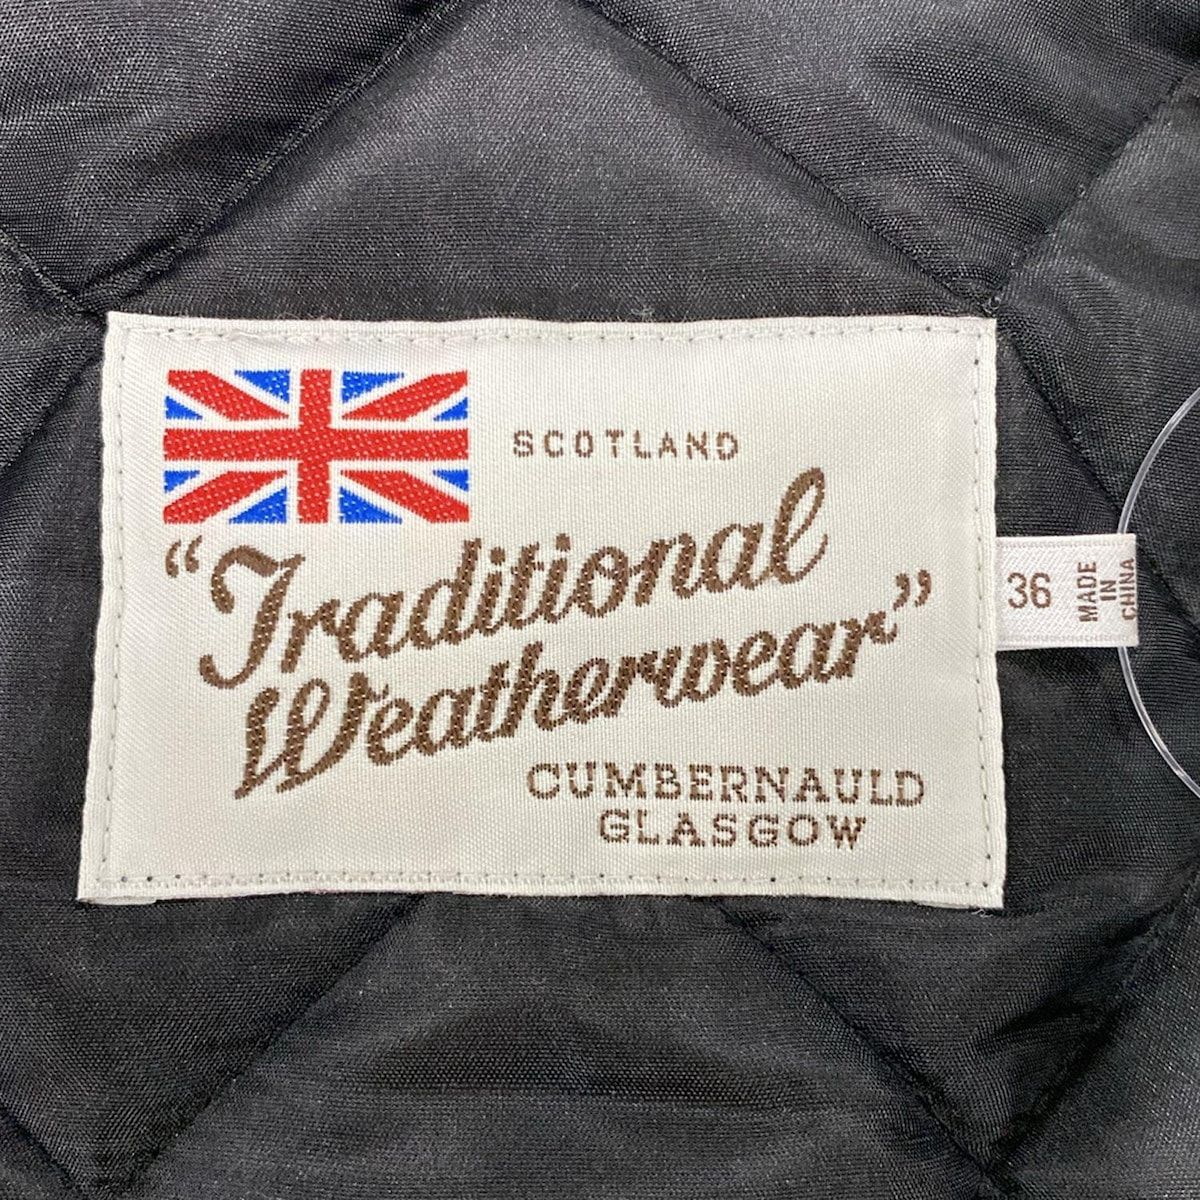 SCOTLAND
"Traditional
Weatherwear"
CUMBERNAULD
GLASGOW
36
MADE
IN
CHINA